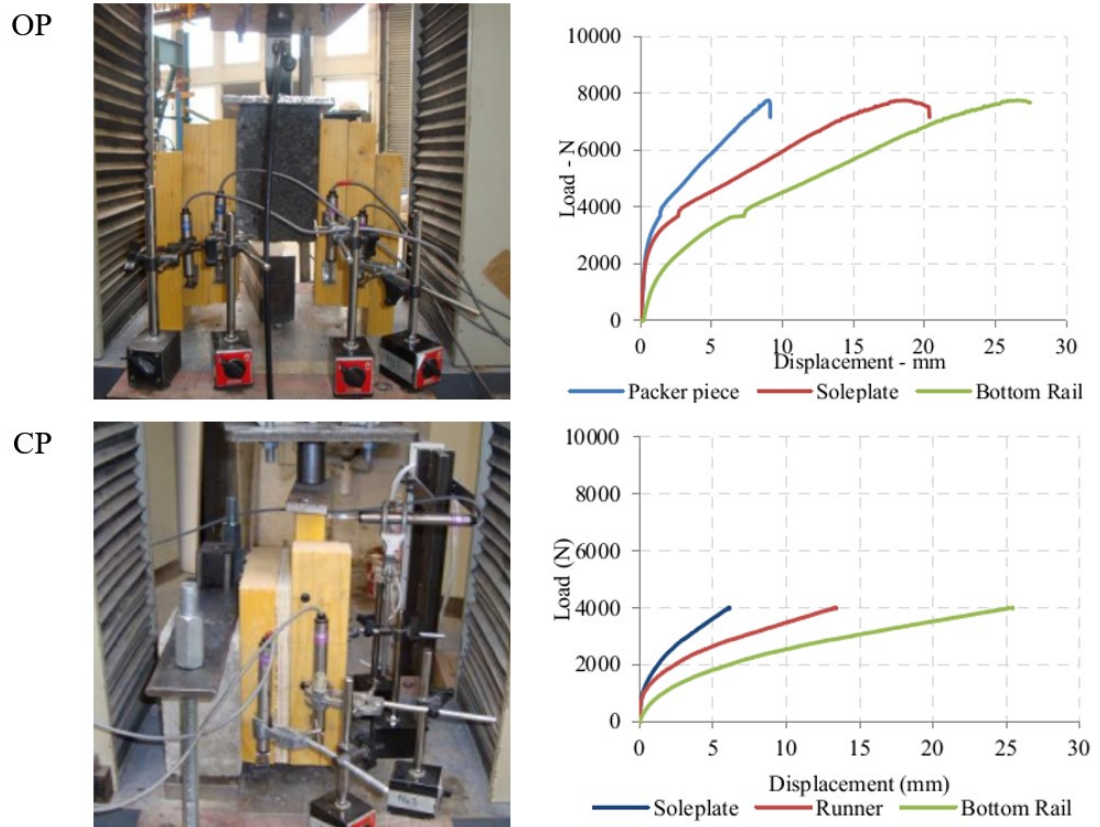 OP
10000
8000
6000
4000
2000
0
Load - N
0 5 10 15 20 25 30
Displacement - mm
Packer piece Soleplate Bottom Rail
CP
10000
8000
6000
4000
2000
0
Load (N)
0 5 10 15 20 25 30
Displacement (mm)
Soleplate Runner Bottom Rail